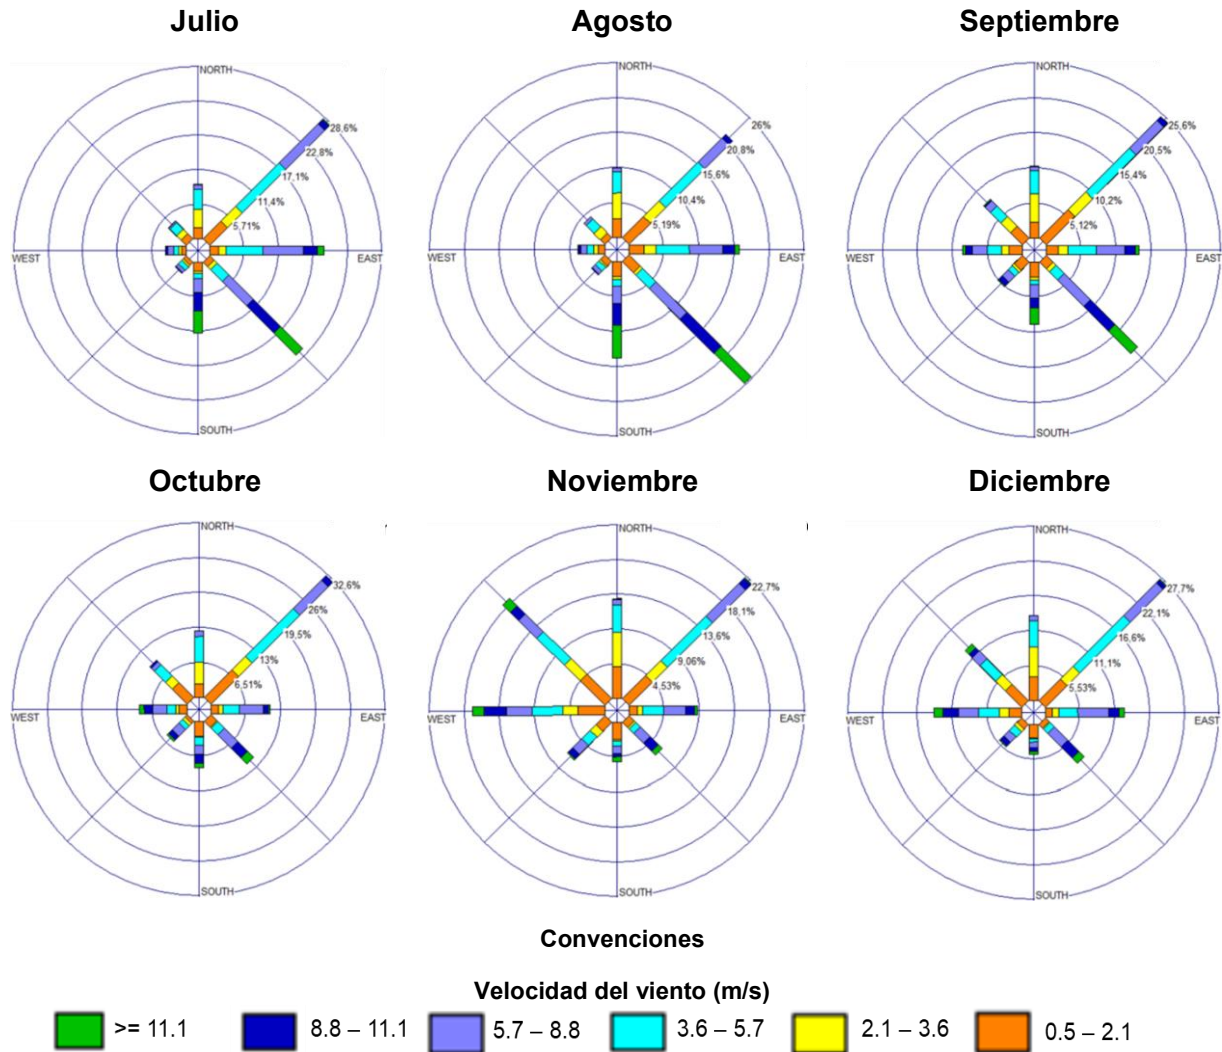 Julio
Agosto
Septiembre
NORTH
28,6%
22,8%
17,1%
11,4%
5,71%
WEST
EAST
SOUTH
NORTH
26%
20,8%
15,6%
10,4%
5,19%
WEST
EAST
SOUTH
NORTH
25,6%
20,5%
15,4%
10,2%
5,12%
WEST
EAST
SOUTH
Octubre
Noviembre
Diciembre
NORTH
32,6%
26%
19,5%
13%
6,51%
WEST
EAST
SOUTH
NORTH
22,7%
18,1%
13,6%
9,06%
4,53%
WEST
EAST
SOUTH
NORTH
27,7%
22,1%
16,6%
11,1%
5,53%
WEST
EAST
SOUTH
Convenciones
Velocidad del viento (m/s)
>= 11.1 8.8 – 11.1 5.7 – 8.8 3.6 – 5.7 2.1 – 3.6 0.5 – 2.1